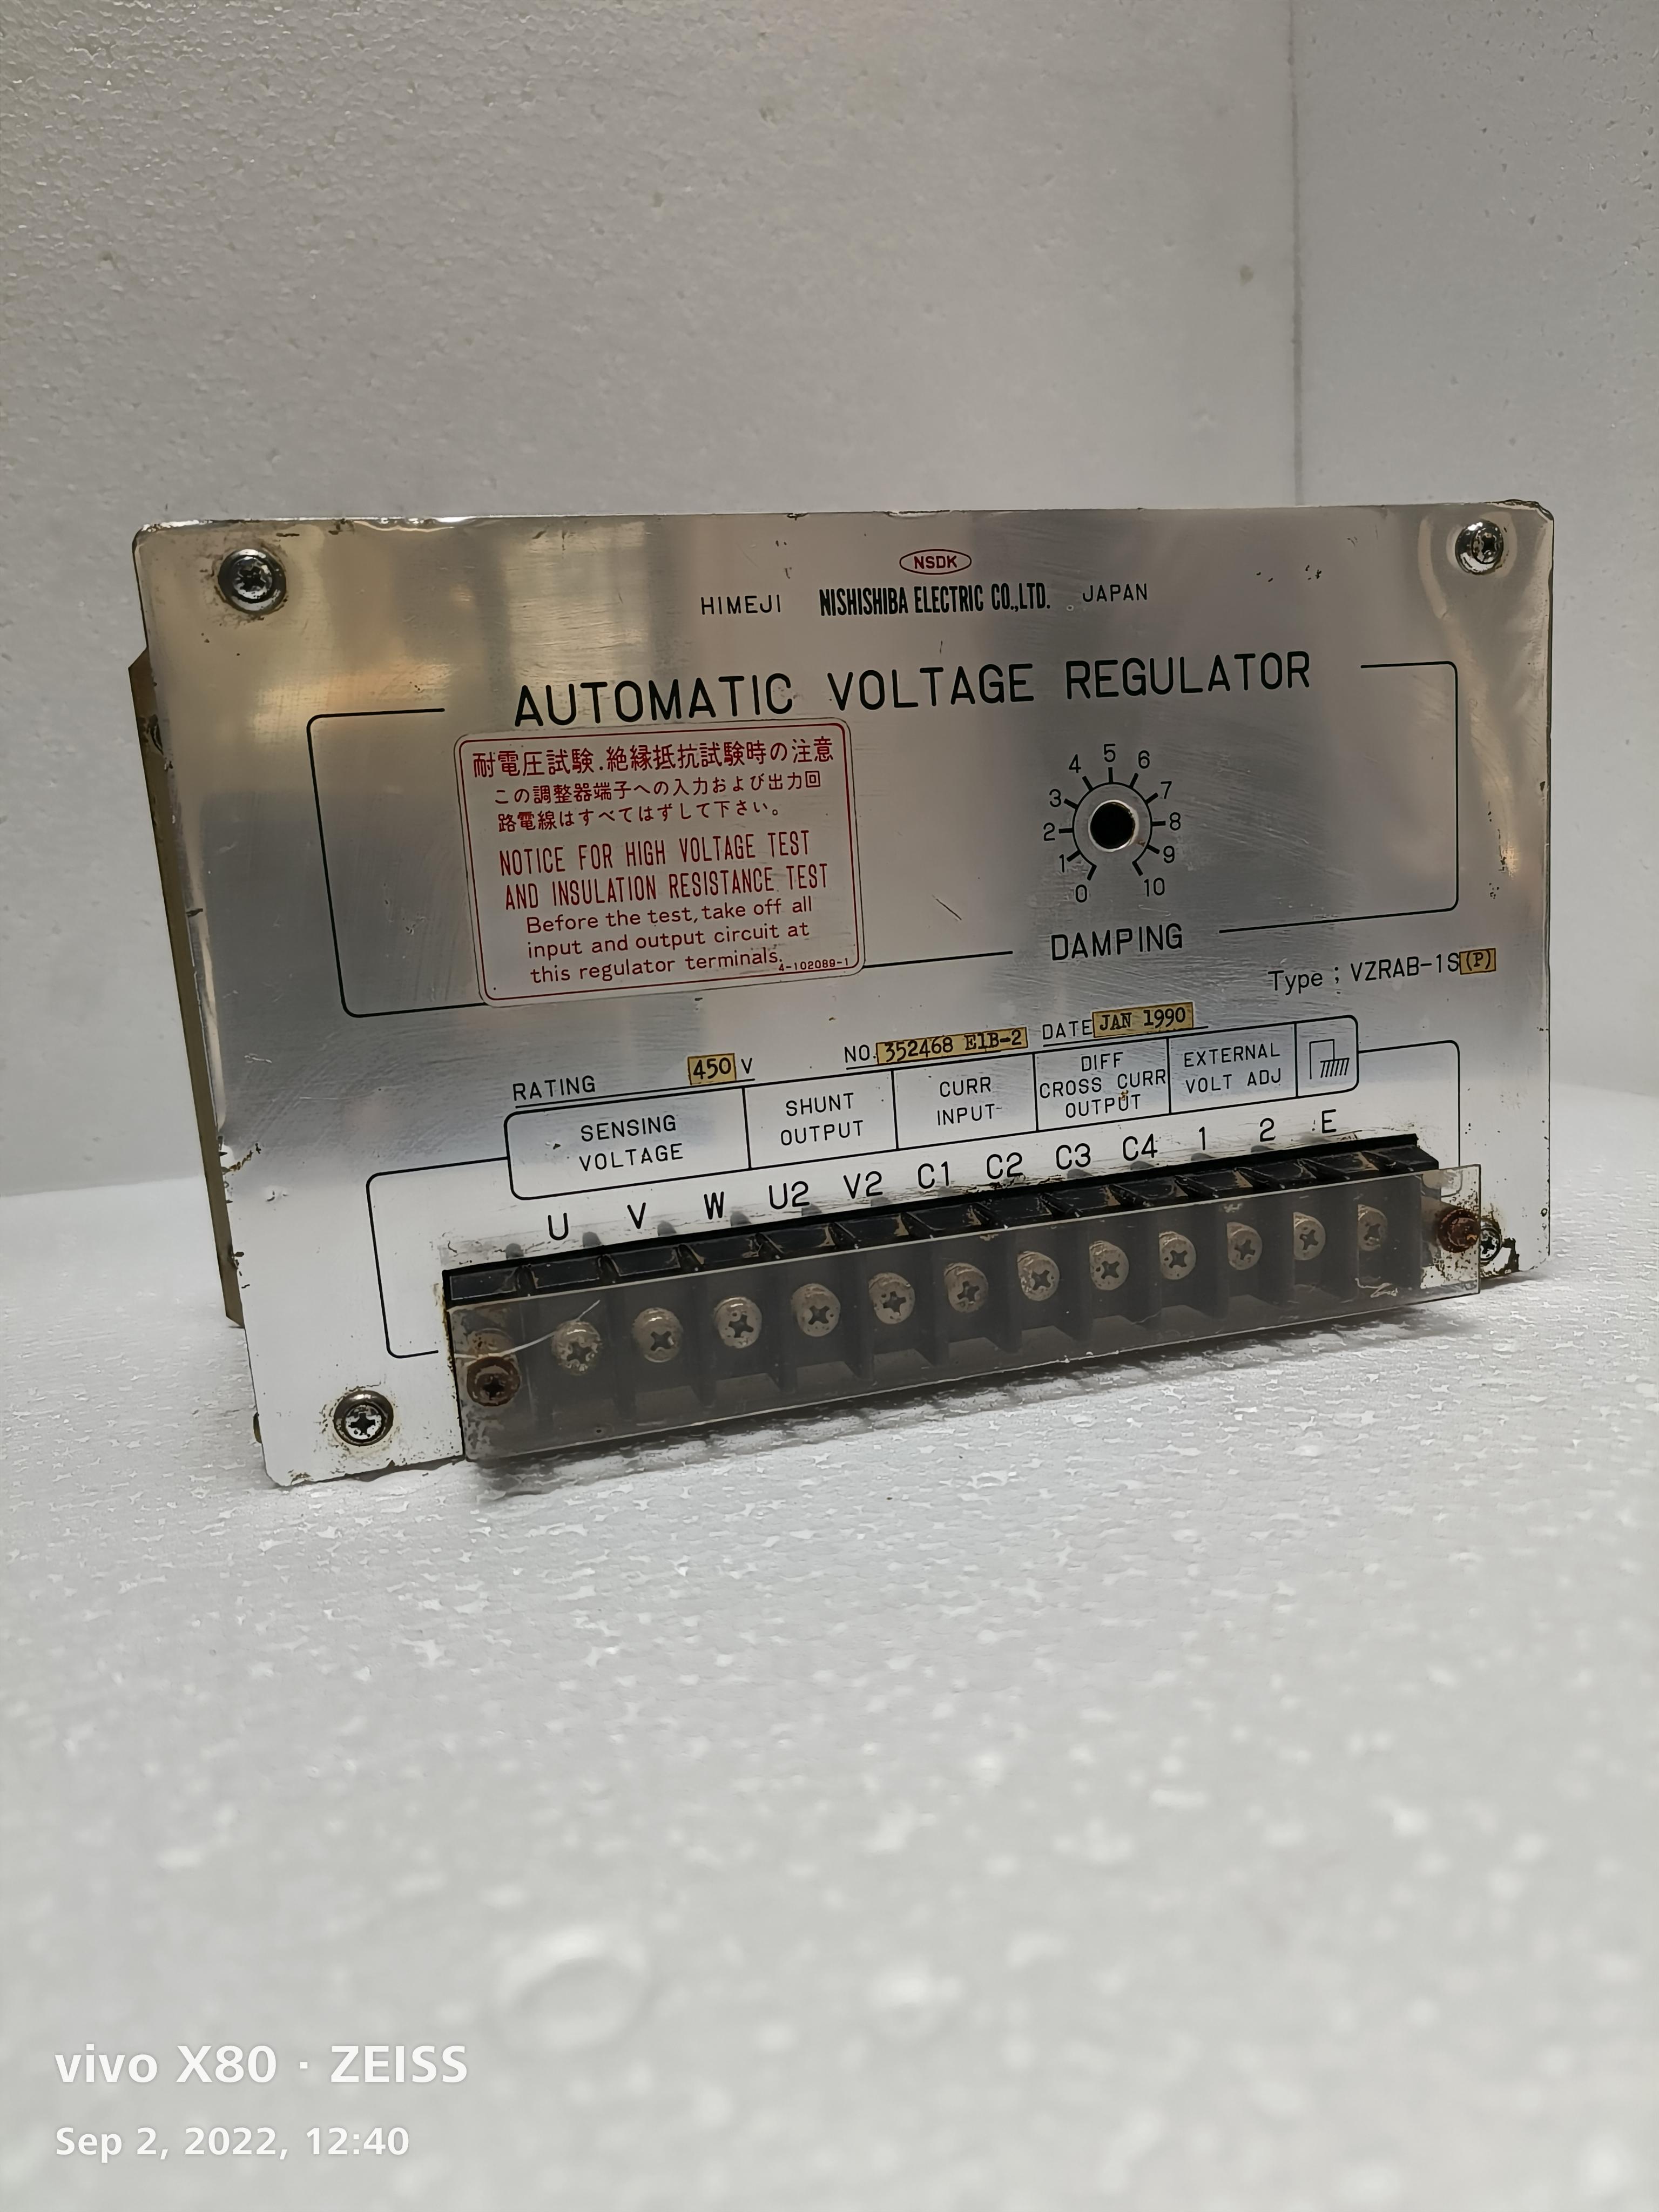 NSDK
HIMEJI NISHISHIBA ELECTRIC CO.,LTD. JAPAN
AUTOMATIC VOLTAGE REGULATOR
耐電圧試験.絶縁抵抗試験時の注意
この調整器端子への入力および出力回
路電線はすべてはずして下さい。
NOTICE FOR HIGH VOLTAGE TEST
AND INSULATION RESISTANCE TEST
Before the test, take off all
input and output circuit at
this regulator terminals.
4-102089-1
0 1 2 3 4 5 6 7 8 9 10
DAMPING
Type ; VZRAB-1S(P)
RATING 450 V NO. 352468 E1B-2 DATE JAN 1990
SENSING
VOLTAGE
SHUNT
OUTPUT
CURR
INPUT
DIFF
CROSS CURR
OUTPUT
EXTERNAL
VOLT ADJ
U V W U2 V2 C1 C2 C3 C4 1 2 E
vivo X80 · ZEISS
Sep 2, 2022, 12:40